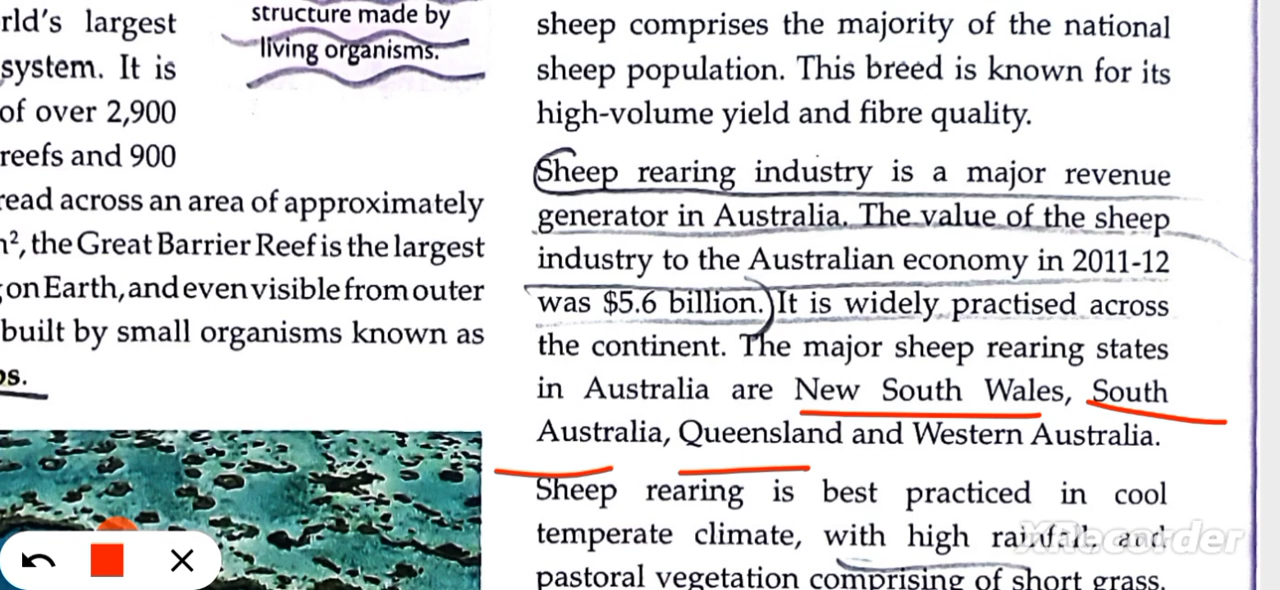 rld's largest
system. It is
of over 2,900
reefs and 900
read across an area of approximately
², the Great Barrier Reef is the largest
on Earth, and even visible from outer
built by small organisms known as
os.
structure made by
living organisms.
sheep comprises the majority of the national
sheep population. This breed is known for its
high-volume yield and fibre quality.
Sheep rearing industry is a major revenue
generator in Australia. The value of the sheep
industry to the Australian economy in 2011-12
was $5.6 billion. It is widely practised across
the continent. The major sheep rearing states
in Australia are New South Wales, South
Australia, Queensland and Western Australia.
Sheep rearing is best practiced in cool
temperate climate, with high rainfall and
pastoral vegetation comprising of short grass.
XRecorder